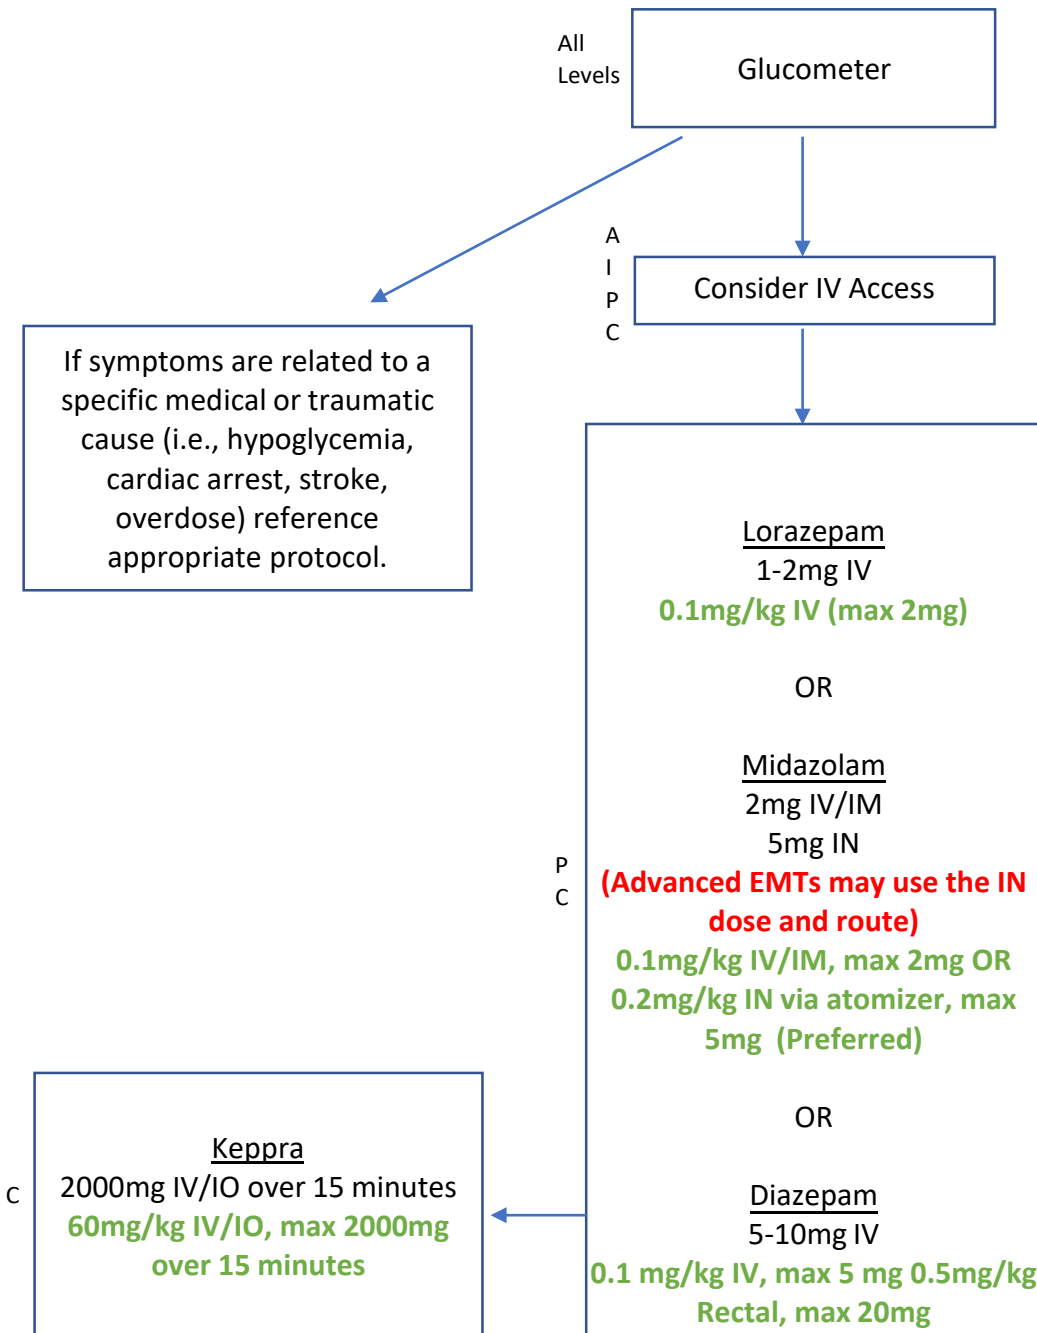 All
Levels
Glucometer
A
I
P
C
Consider IV Access
If symptoms are related to a
specific medical or traumatic
cause (i.e., hypoglycemia,
cardiac arrest, stroke,
overdose) reference
appropriate protocol.
P
C
Lorazepam
1-2mg IV
0.1mg/kg IV (max 2mg)
OR
Midazolam
2mg IV/IM
5mg IN
(Advanced EMTs may use the IN
dose and route)
0.1mg/kg IV/IM, max 2mg OR
0.2mg/kg IN via atomizer, max
5mg (Preferred)
OR
Diazepam
5-10mg IV
0.1 mg/kg IV, max 5 mg 0.5mg/kg
Rectal, max 20mg
C
Keppra
2000mg IV/IO over 15 minutes
60mg/kg IV/IO, max 2000mg
over 15 minutes